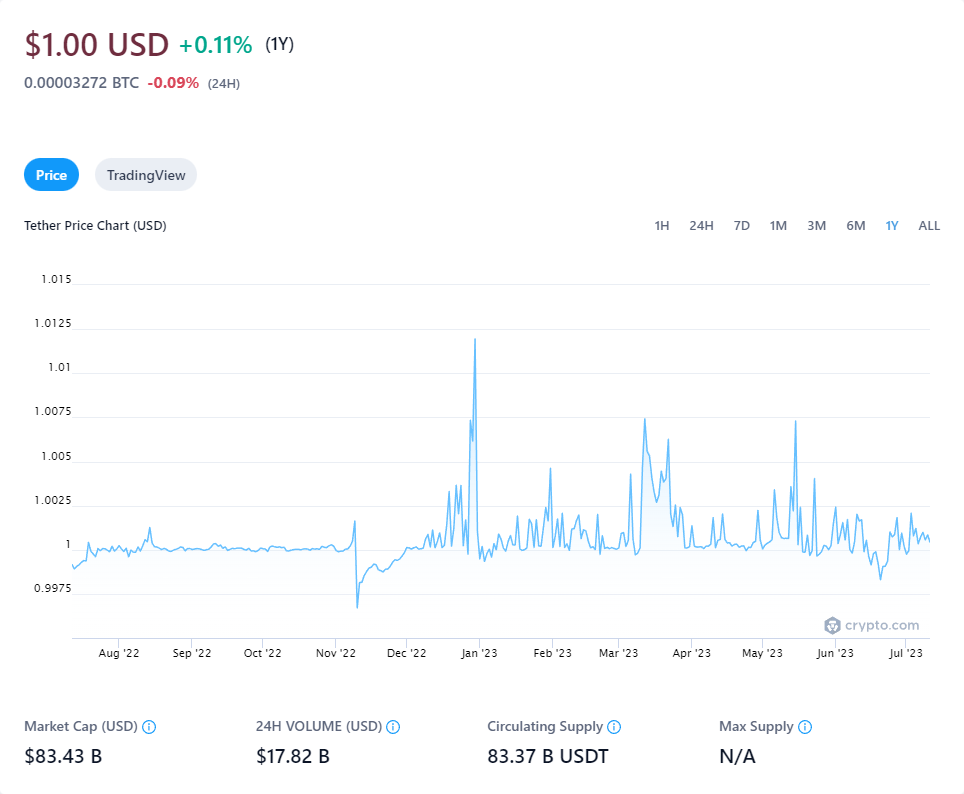 $1.00 USD +0.11% (1Y)
0.00003272 BTC -0.09% (24H)
Price TradingView
Tether Price Chart (USD) 1H 24H 7D 1M 3M 6M 1Y ALL
1.015
1.0125
1.01
1.0075
1.005
1.0025
1
0.9975
crypto.com
Aug '22 Sep '22 Oct '22 Nov '22 Dec '22 Jan '23 Feb '23 Mar '23 Apr '23 May '23 Jun '23 Jul '23
Market Cap (USD) 24H VOLUME (USD) Circulating Supply Max Supply
$83.43 B $17.82 B 83.37 B USDT N/A